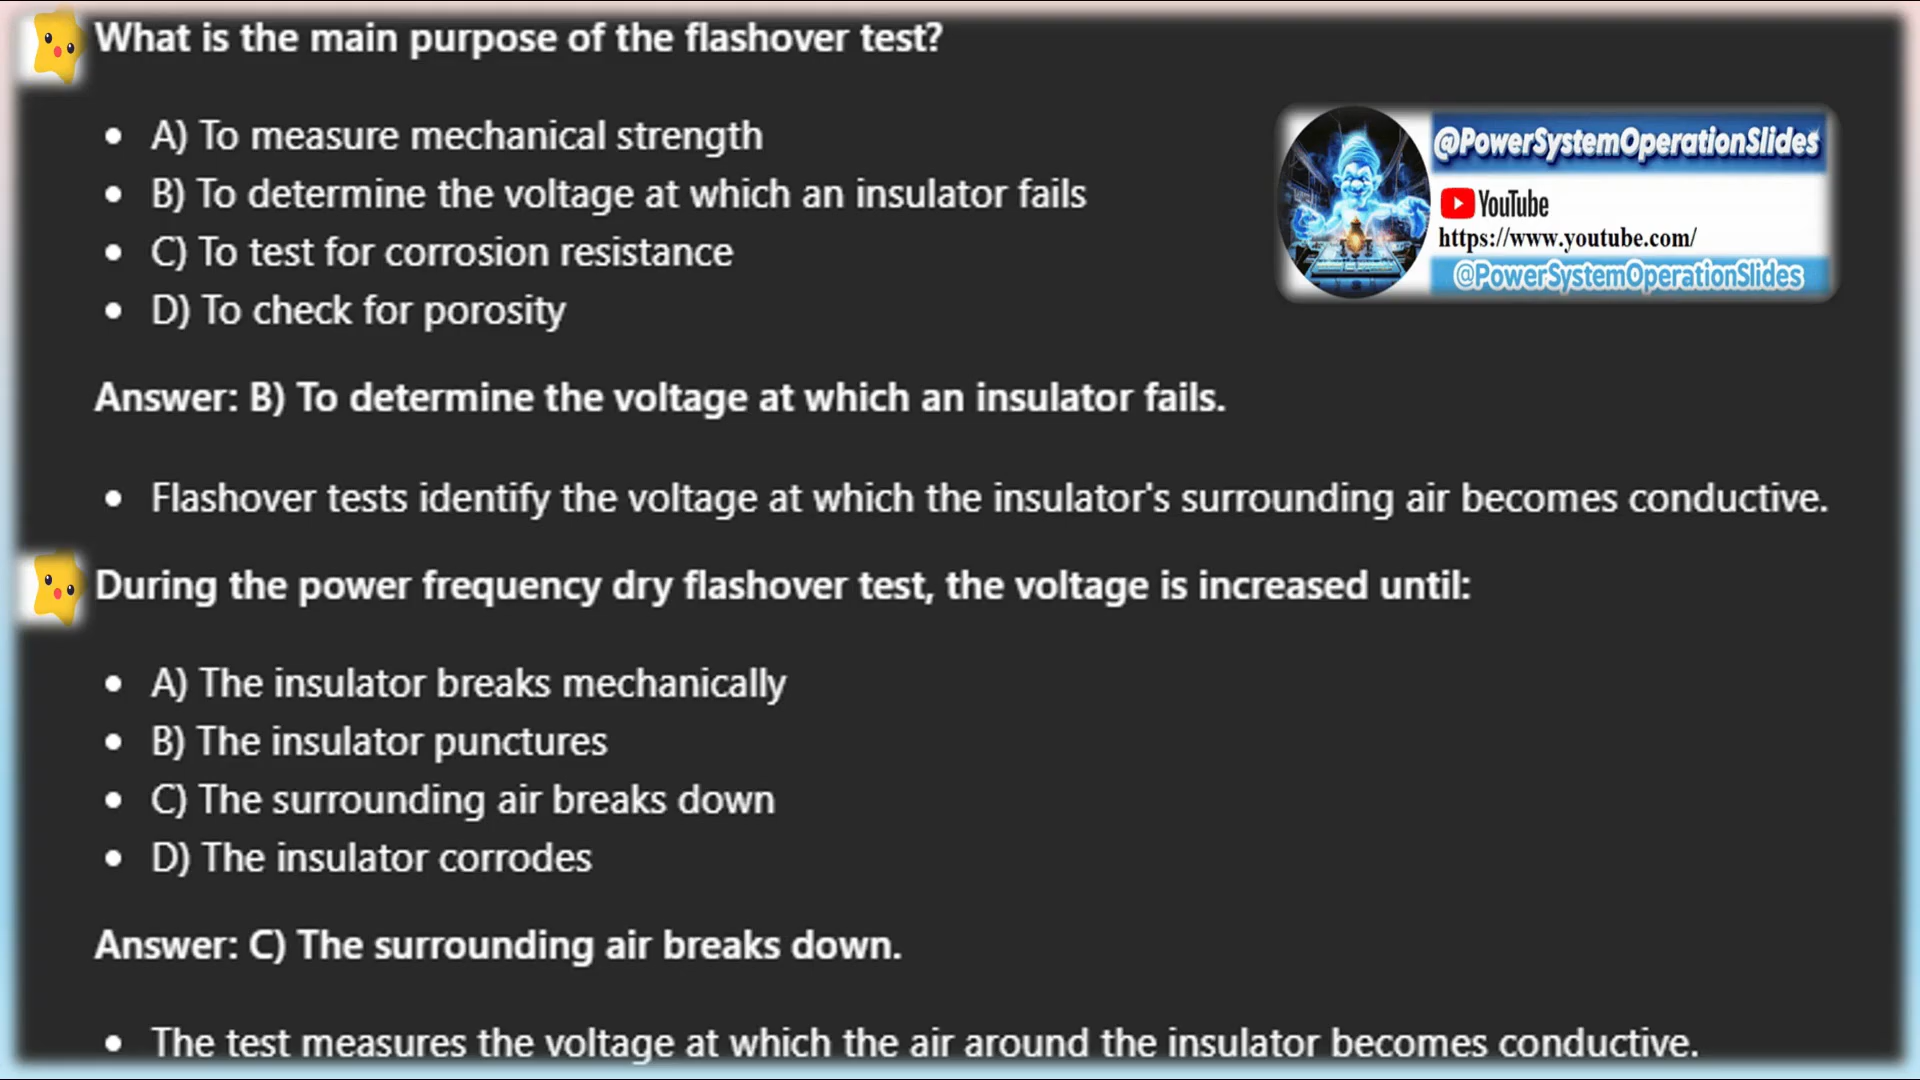 What is the main purpose of the flashover test?
• A) To measure mechanical strength
• B) To determine the voltage at which an insulator fails
• C) To test for corrosion resistance
• D) To check for porosity
@PowerSystemOperationSlides
YouTube
https://www.youtube.com/
@PowerSystemOperationSlides
Answer: B) To determine the voltage at which an insulator fails.
• Flashover tests identify the voltage at which the insulator's surrounding air becomes conductive.
During the power frequency dry flashover test, the voltage is increased until:
• A) The insulator breaks mechanically
• B) The insulator punctures
• C) The surrounding air breaks down
• D) The insulator corrodes
Answer: C) The surrounding air breaks down.
• The test measures the voltage at which the air around the insulator becomes conductive.